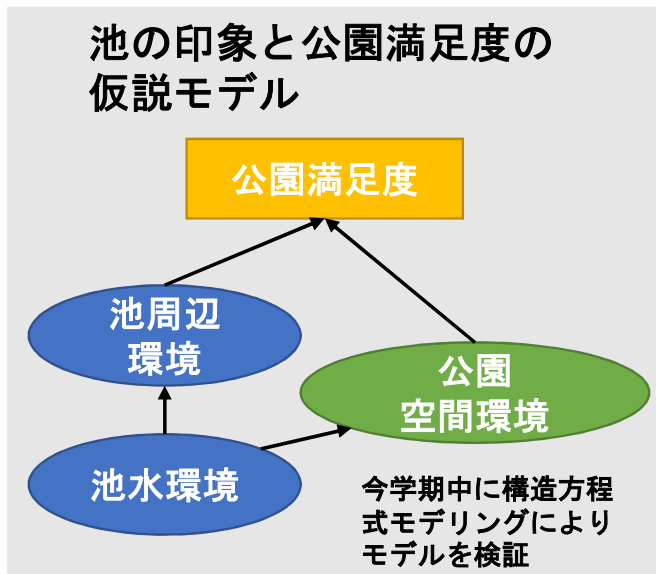 池の印象と公園満足度の
仮説モデル
公園満足度
池周辺
環境
公園
空間環境
池水環境
今学期中に構造方程
式モデリングにより
モデルを検証